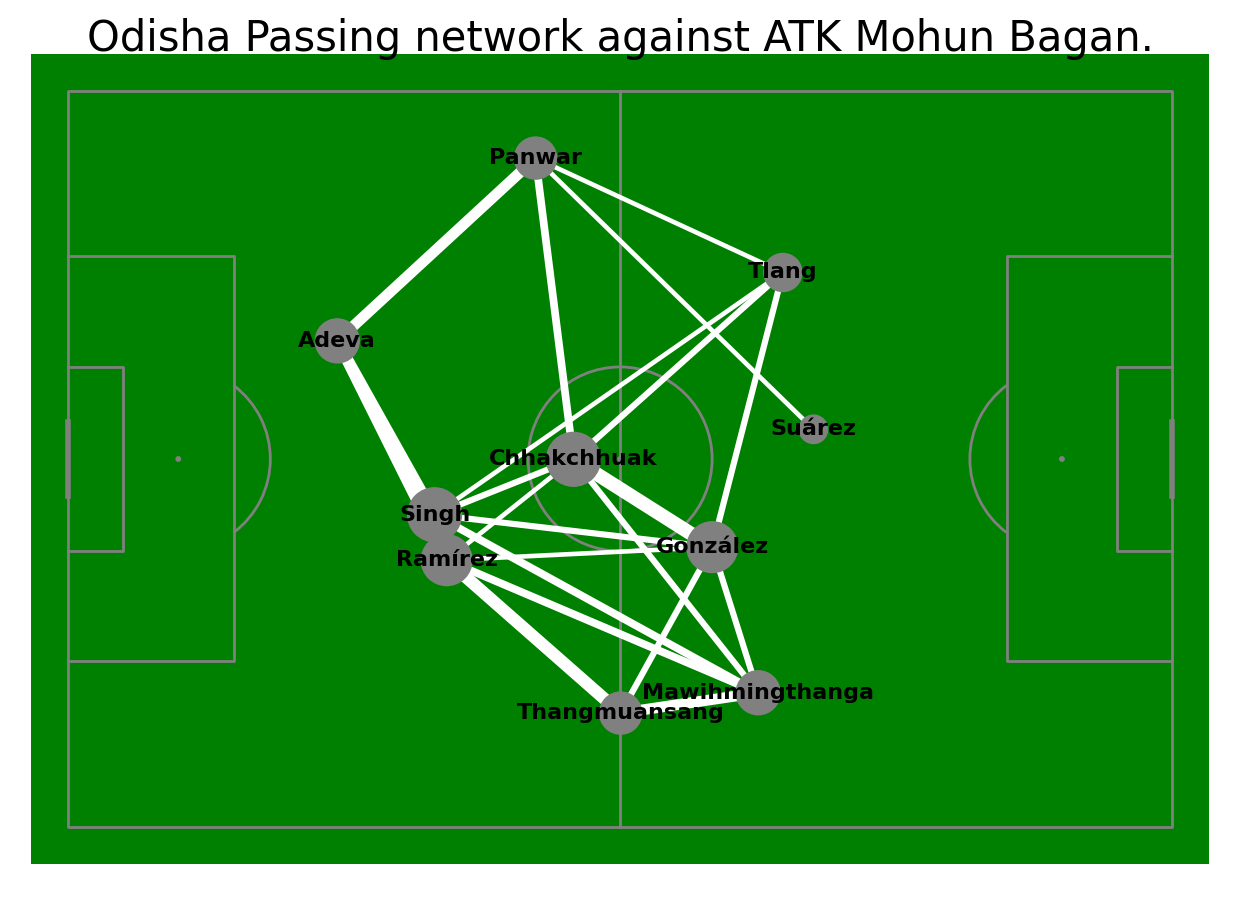 Odisha Passing network against ATK Mohun Bagan.
Panwar
Tlang
Adeva
Suárez
Chhakchhuak
Singh
González
Ramírez
Mawihmingthanga
Thangmuansang